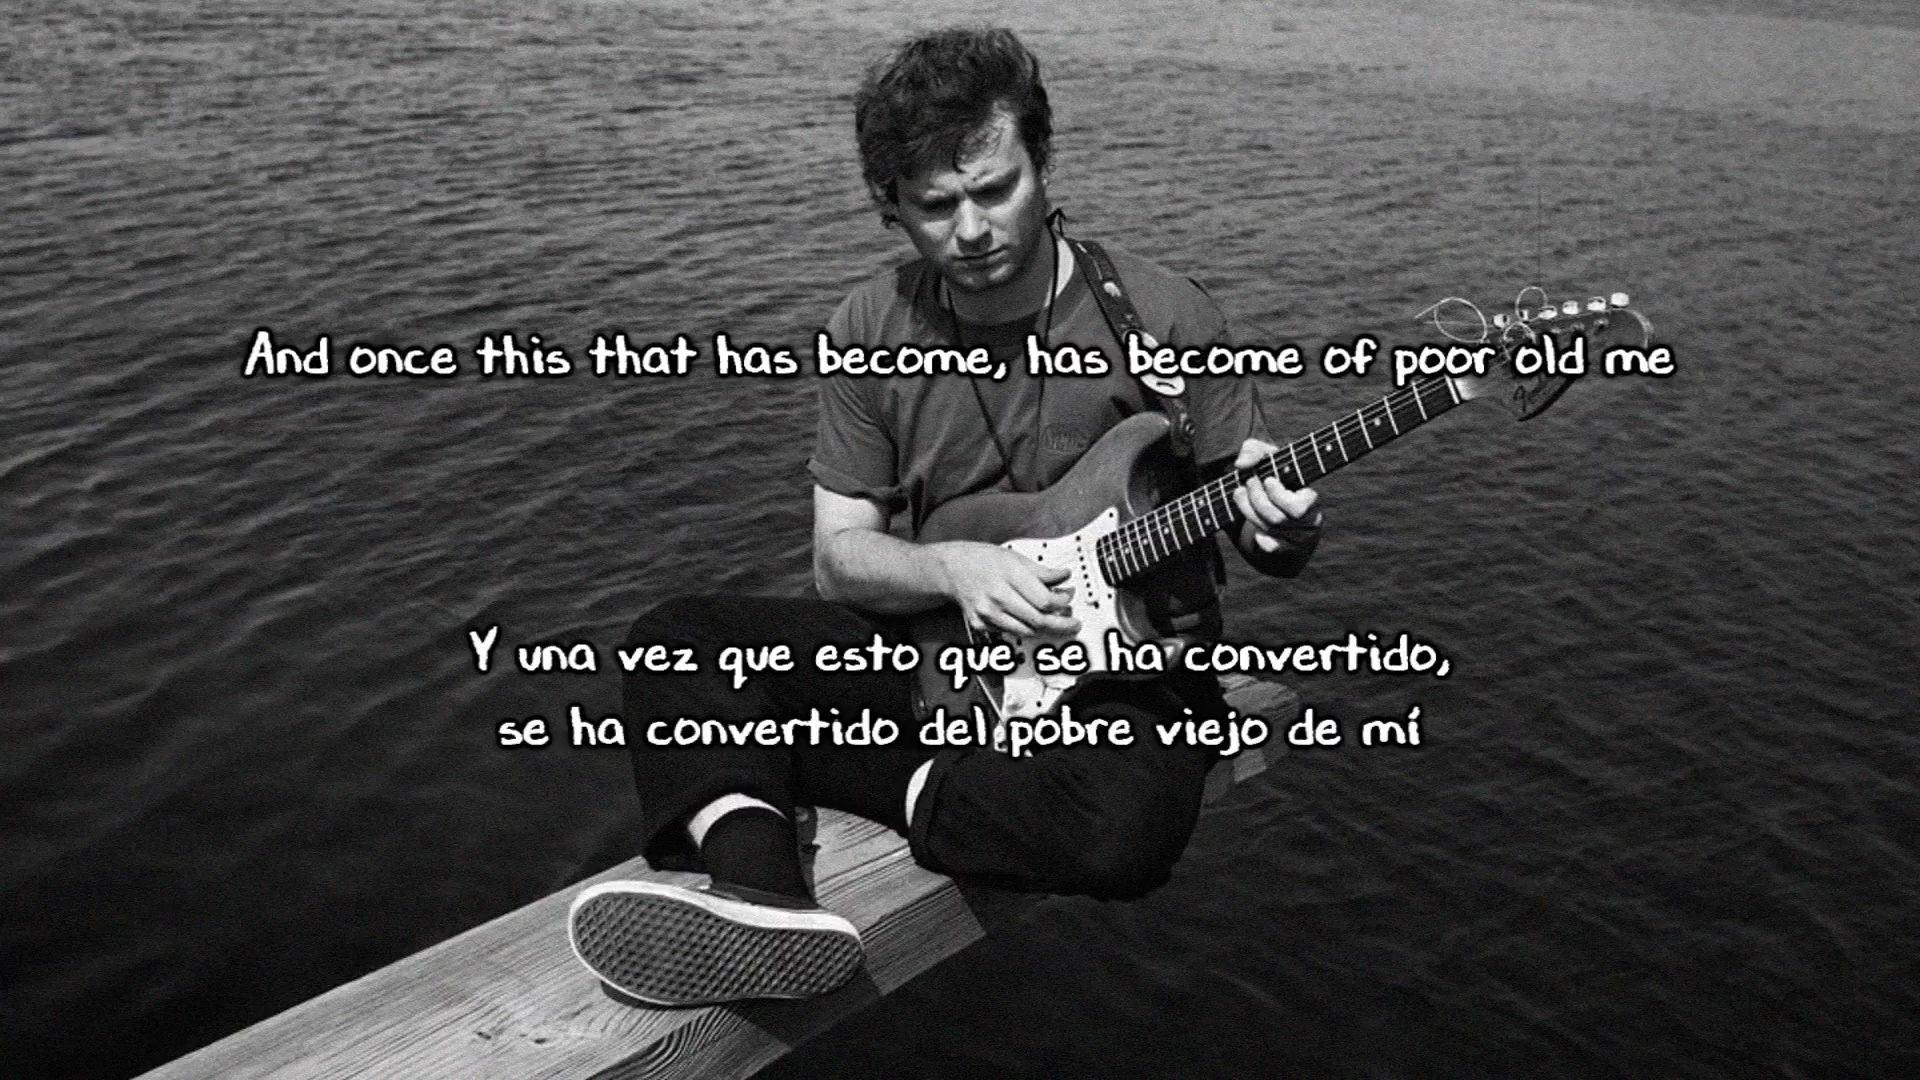 And once this that has become, has become of poor old me
Y una vez que esto que se ha convertido,
se ha convertido del pobre viejo de mí